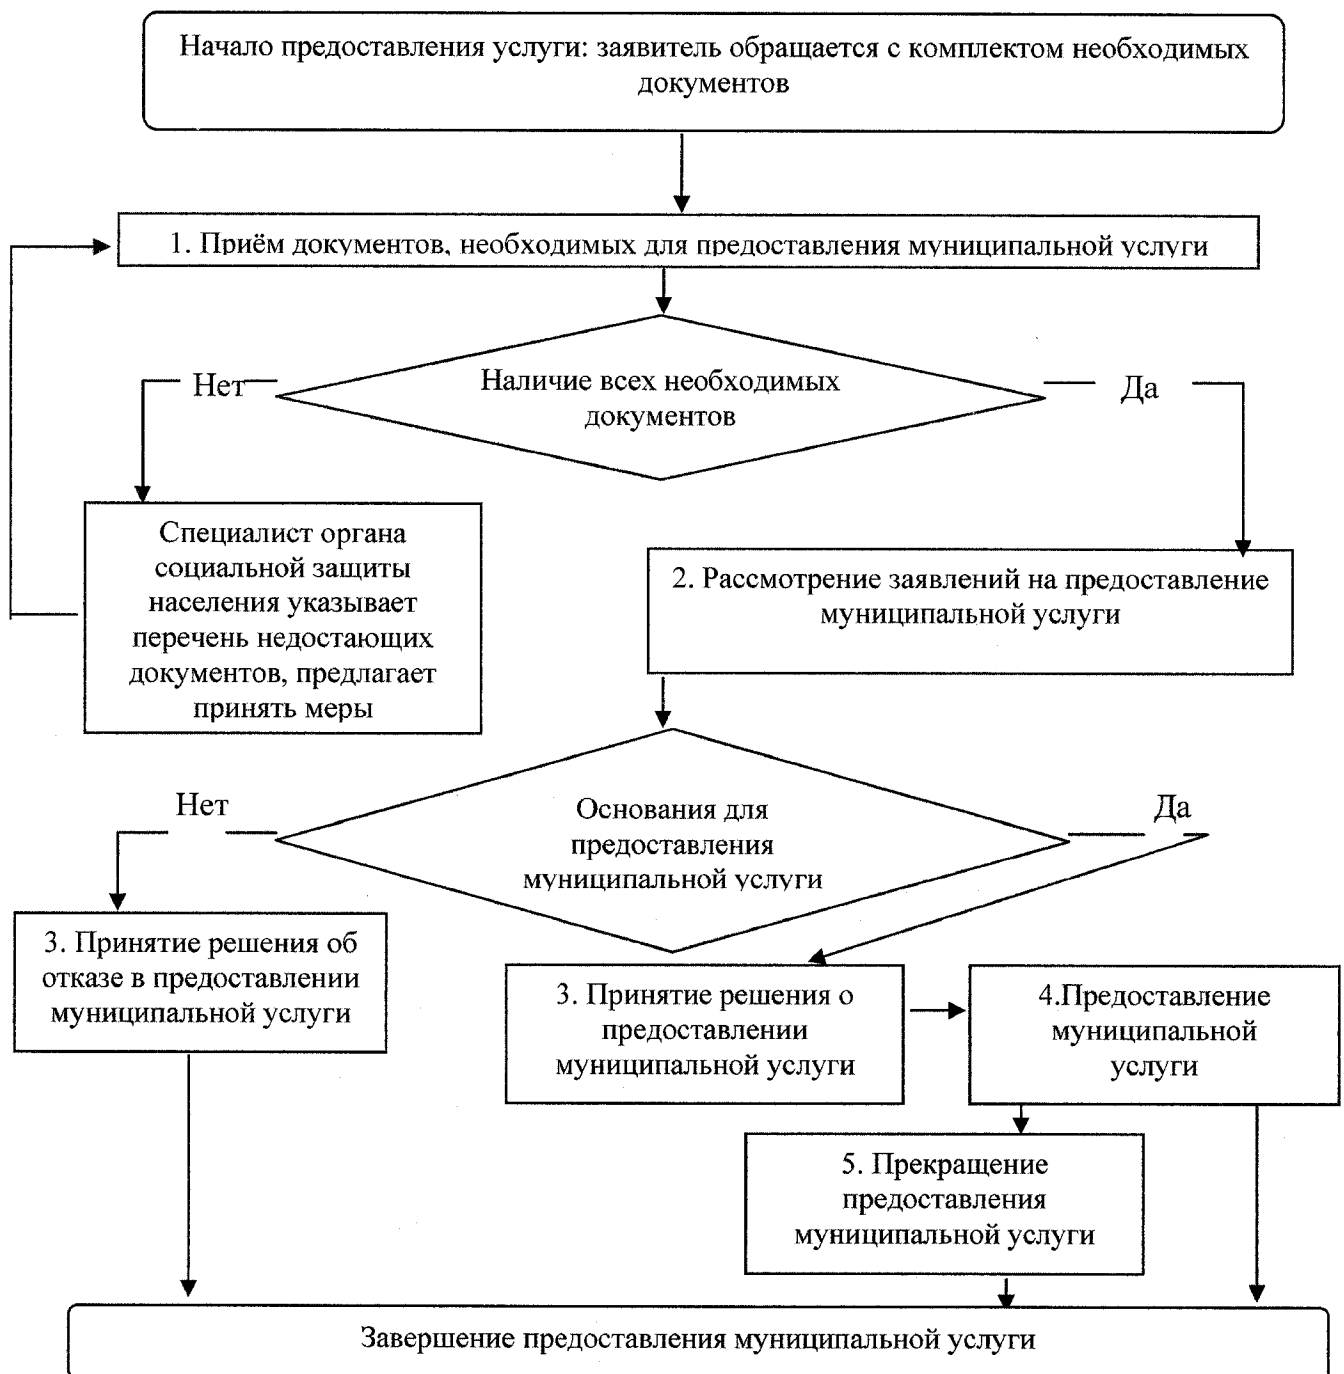 Начало предоставления услуги: заявитель обращается с комплектом необходимых
документов
1. Приём документов, необходимых для предоставления муниципальной услуги
Наличие всех необходимых
документов
Нет
Да
Специалист органа
социальной защиты
населения указывает
перечень недостающих
документов, предлагает
принять меры
2. Рассмотрение заявлений на предоставление
муниципальной услуги
Нет
Основания для
предоставления
муниципальной услуги
Да
3. Принятие решения об
отказе в предоставлении
муниципальной услуги
3. Принятие решения о
предоставлении
муниципальной услуги
4.Предоставление
муниципальной
услуги
5. Прекращение
предоставления
муниципальной услуги
Завершение предоставления муниципальной услуги